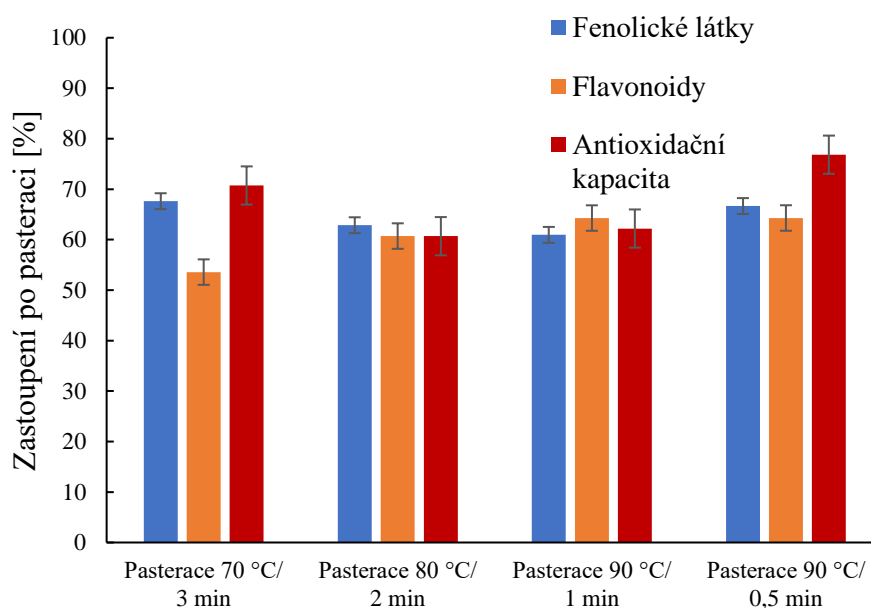 Fenolické látky
Flavonoidy
Antioxidační
kapacita
Zastoupení po pasteraci [%]
100
90
80
70
60
50
40
30
20
10
0
Pasterace 70 °C/
3 min
Pasterace 80 °C/
2 min
Pasterace 90 °C/
1 min
Pasterace 90 °C/
0,5 min